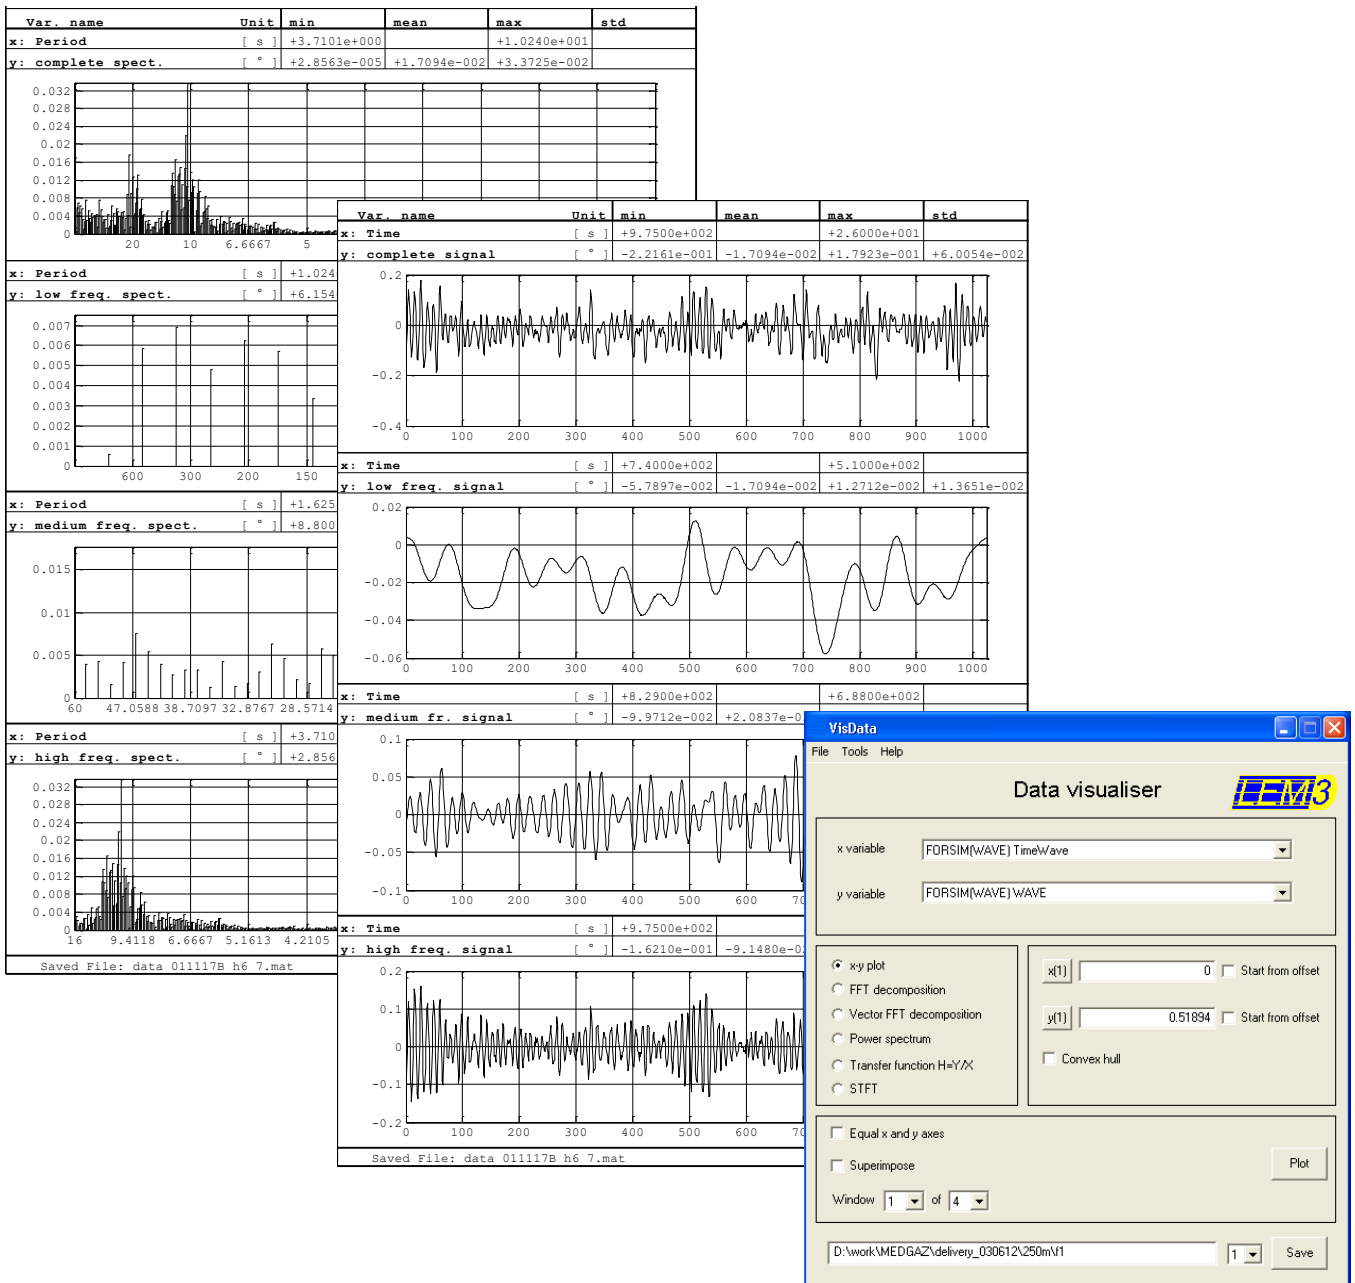 Var. name Unit min mean max std
x: Period [ s ] +3.7101e+000 +1.0240e+001
y: complete spect. [ ° ] +2.8563e-005 +1.7094e-002 +3.3725e-002
0.032
0.028
0.024
0.02
0.016
0.012
0.008
0.004
0
20 10 6.6667 5
x: Period [ s ] +1.024
y: low freq. spect. [ ° ] +6.154
0.007
0.006
0.005
0.004
0.003
0.002
0.001
0
600 300 200 150
x: Period [ s ] +1.625
y: medium freq. spect. [ ° ] +8.800
0.015
0.01
0.005
0
60 47.0588 38.7097 32.8767 28.5714
x: Period [ s ] +3.710
y: high freq. spect. [ ° ] +2.856
0.032
0.028
0.024
0.02
0.016
0.012
0.008
0.004
0
16 9.4118 6.6667 5.1613 4.2105
Saved File: data 011117B h6 7.mat
Var. name Unit min mean max std
x: Time [ s ] +9.7500e+002 +2.6000e+001
y: complete signal [ ° ] -2.2161e-001 -1.7094e-002 +1.7923e-001 +6.0054e-002
0.2
0
-0.2
-0.4
0 100 200 300 400 500 600 700 800 900 1000
x: Time [ s ] +7.4000e+002 +5.1000e+002
y: low freq. signal [ ° ] -5.7897e-002 -1.7094e-002 +1.2712e-002 +1.3651e-002
0.02
0
-0.02
-0.04
-0.06
0 100 200 300 400 500 600 700 800 900 1000
x: Time [ s ] +8.2900e+002 +6.8800e+002
y: medium fr. signal [ ° ] -9.9712e-002 +2.0837e-0
0.1
0.05
0
-0.05
-0.1
0 100 200 300 400 500 600 70
x: Time [ s ] +9.7500e+002
y: high freq. signal [ ° ] -1.6210e-001 -9.1480e-0
0.2
0.1
0
-0.1
-0.2
0 100 200 300 400 500 600 70
Saved File: data 011117B h6 7.mat
VisData
File Tools Help
Data visualiser
LEM3
x variable FORSIM(WAVE) TimeWave
y variable FORSIM(WAVE) WAVE
x-y plot
FFT decomposition
Vector FFT decomposition
Power spectrum
Transfer function H=Y/X
STFT
x(1) 0 Start from offset
y(1) 0.51894 Start from offset
Convex hull
Equal x and y axes
Superimpose
Window 1 of 4
Plot
D:\work\MEDGAZ\delivery_030612\250m\f1 1 Save